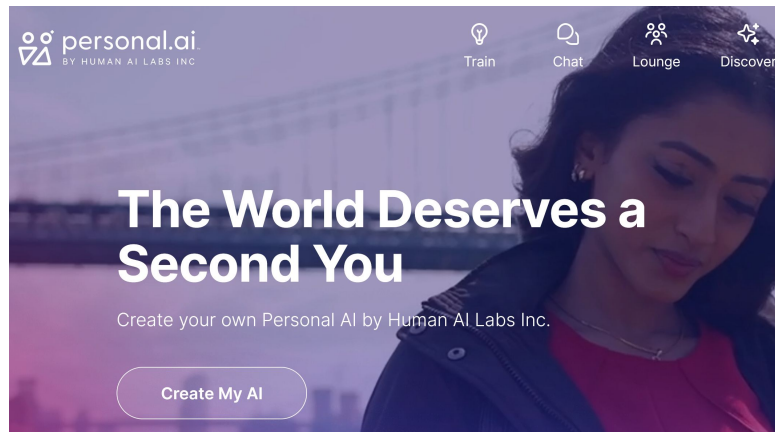 personal.ai
BY HUMAN AI LABS INC
Train
Chat
Lounge
Discover
The World Deserves a
Second You
Create your own Personal AI by Human AI Labs Inc.
Create My AI